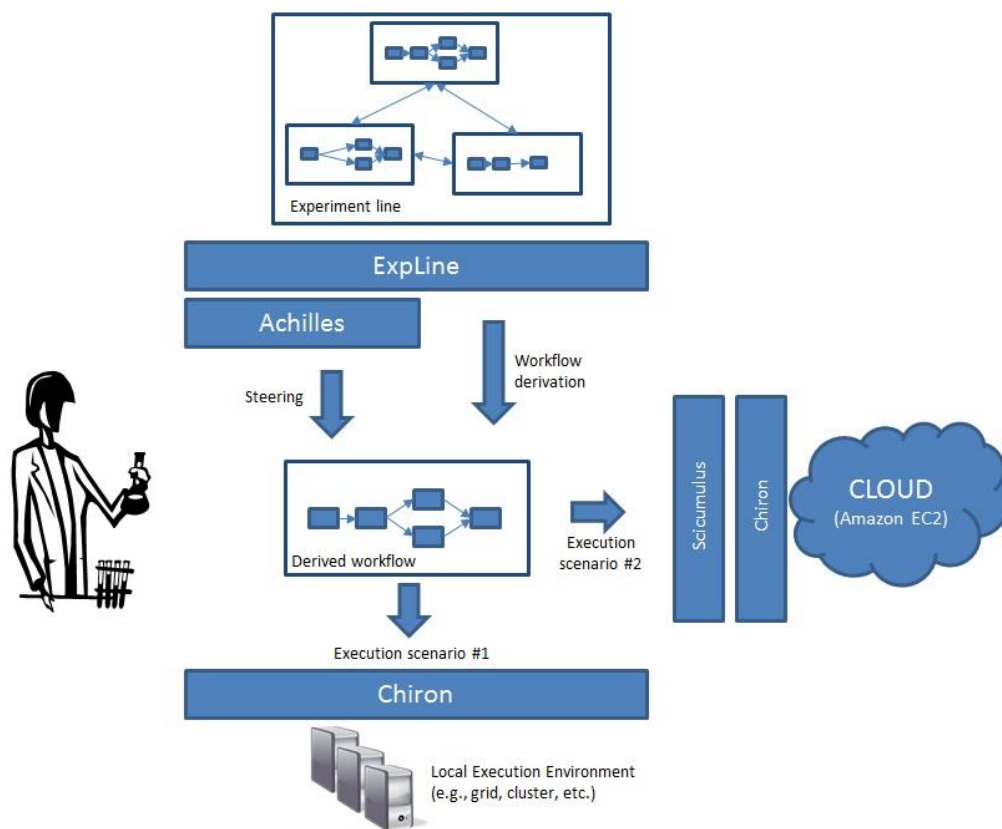 Experiment line
ExpLine
Achilles
Steering
Workflow
derivation
Derived workflow
Execution
scenario #2
Scicumulus
Chiron
CLOUD
(Amazon EC2)
Execution scenario #1
Chiron
Local Execution Environment
(e.g., grid, cluster, etc.)